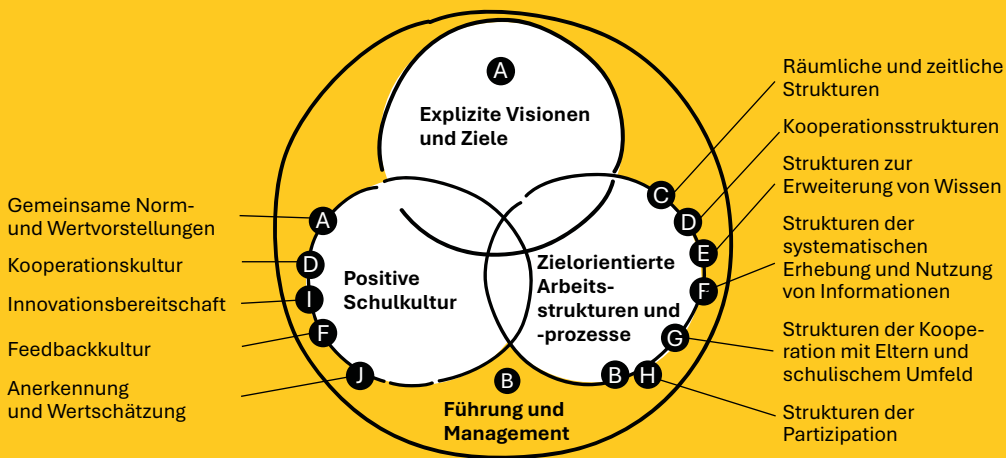 A
Explizite Visionen
und Ziele
Gemeinsame Norm-
und Wertvorstellungen
Kooperationskultur
Innovationsbereitschaft
Feedbackkultur
Anerkennung
und Wertschätzung
A
D
I
F
J
Positive
Schulkultur
Zielorientierte
Arbeits-
strukturen und
-prozesse
C
D
E
F
G
B
H
Räumliche und zeitliche
Strukturen
Kooperationsstrukturen
Strukturen zur
Erweiterung von Wissen
Strukturen der
systematischen
Erhebung und Nutzung
von Informationen
Strukturen der Koope-
ration mit Eltern und
schulischem Umfeld
Strukturen der
Partizipation
B
Führung und
Management